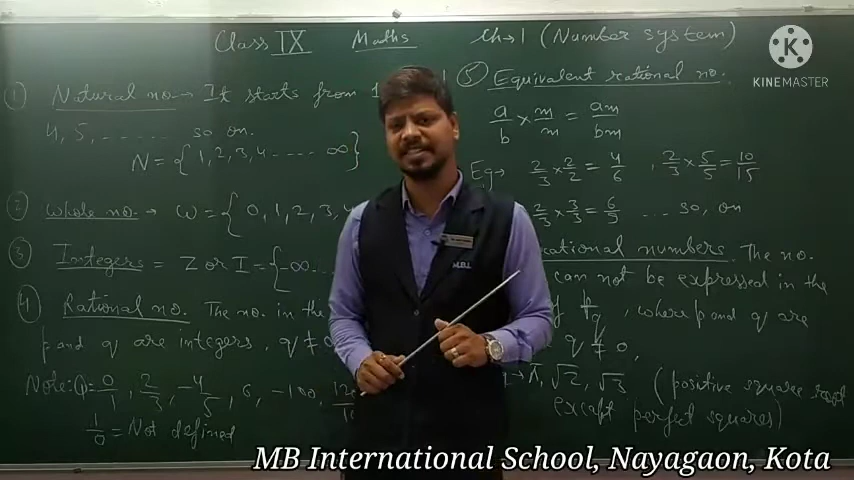 Class IX Maths Ch→1 (Number system)
① Natural no. → It starts from 1
4, 5, ....... so on.
N = {1, 2, 3, 4 ..... ∞}
② Whole no. → W = {0, 1, 2, 3, 4
③ Integers = Z or I = {-∞...
④ Rational no. The no. in the
p and q are integers, q ≠ 0
Note: ① = 0/1, 2/3, -4/5, 6, -100,
1/0 = Not defined
⑤ Equivalent rational no.
a/b × m/m = am/bm
Eg → 2/3 × 2/2 = 4/6, 2/3 × 5/5 = 10/15
2/3 × 3/3 = 6/5 ... so, on
numbers. The no.
can not be expressed in the
p/q, where p and q are
q ≠ 0,
→ π, √2, √3 (positive square root
except perfect squares)
M.B.I.
K
KINEMASTER
MB International School, Nayagaon, Kota